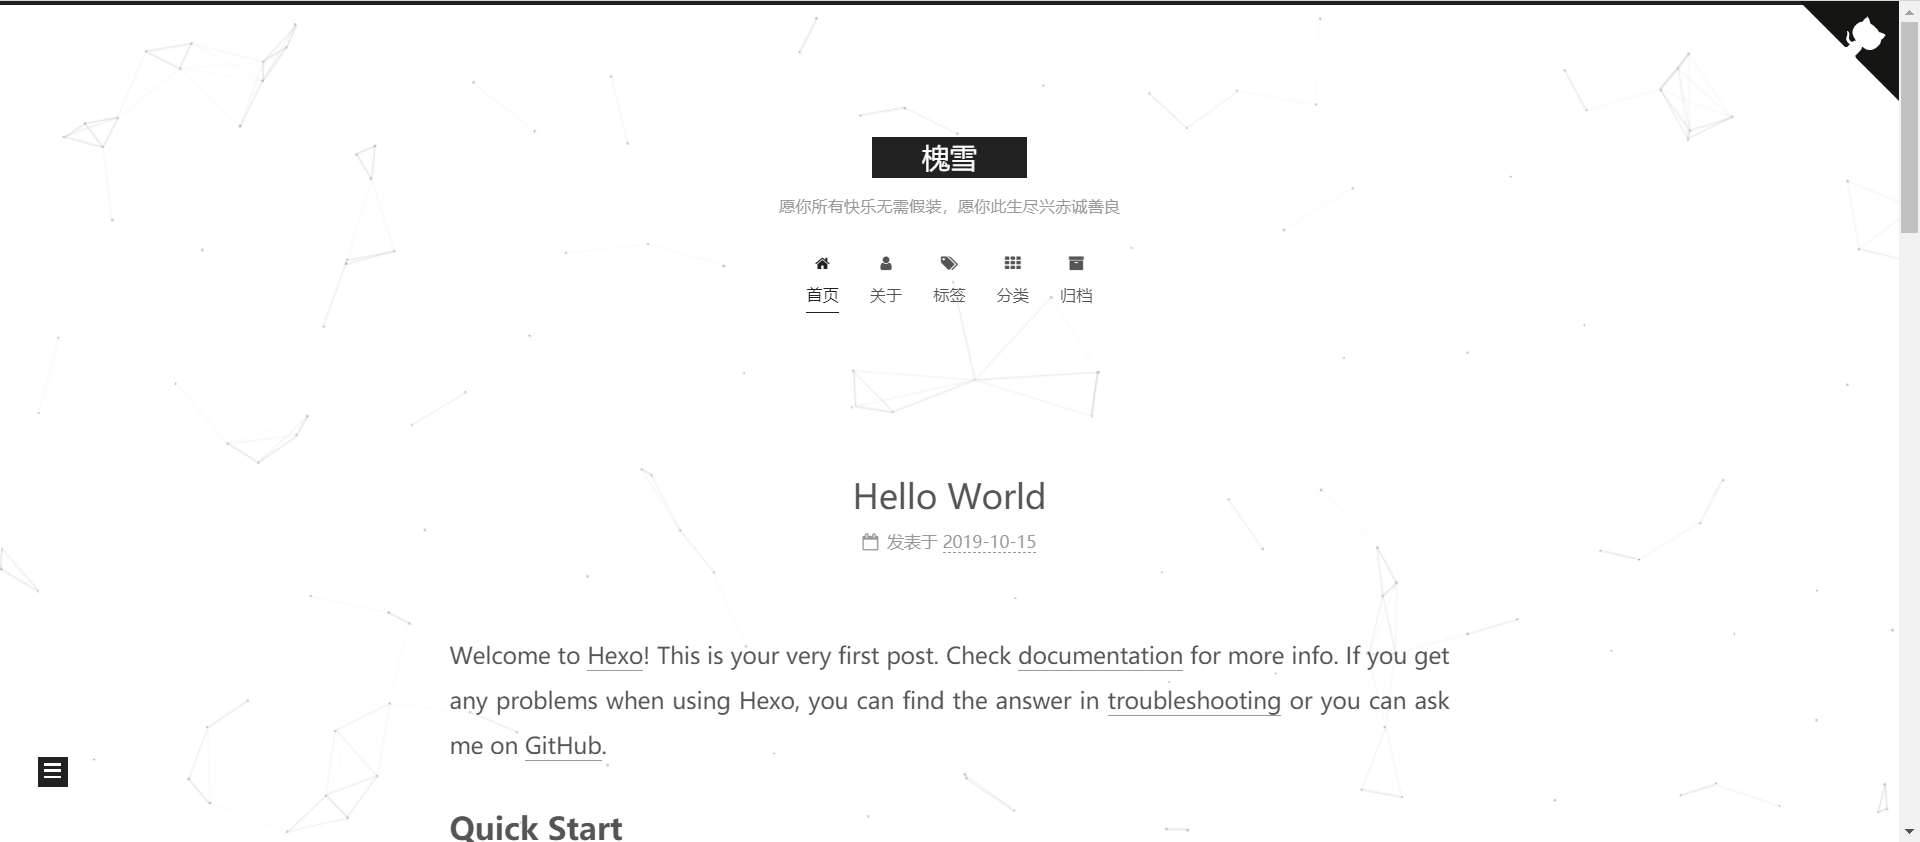 槐雪
愿你所有快乐无需假装，愿你此生尽兴赤诚善良
首页 关于 标签 分类 归档
Hello World
发表于 2019-10-15
Welcome to Hexo! This is your very first post. Check documentation for more info. If you get
any problems when using Hexo, you can find the answer in troubleshooting or you can ask
me on GitHub.
Quick Start